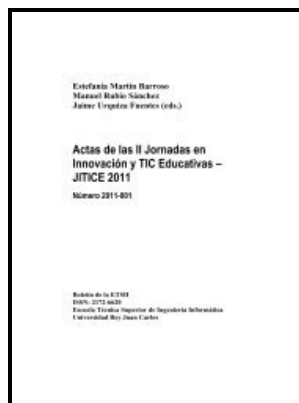 Estefanía Martín Barroso
Manuel Rubio Sánchez
Jaime Urquiza Fuentes (eds.)
Actas de las II Jornadas en
Innovación y TIC Educativas –
JITICE 2011
Número 2011-001
Boletín de la ETSII
ISSN: 2172-6620
Escuela Técnica Superior de Ingeniería Informática
Universidad Rey Juan Carlos